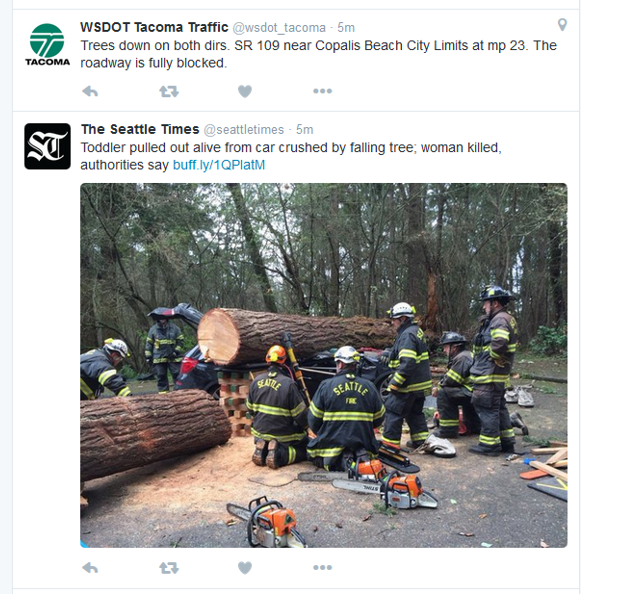 WSDOT Tacoma Traffic @wsdot_tacoma · 5m
Trees down on both dirs. SR 109 near Copalis Beach City Limits at mp 23. The
roadway is fully blocked.
TACOMA
The Seattle Times @seattletimes · 5m
Toddler pulled out alive from car crushed by falling tree; woman killed,
authorities say buff.ly/1QPlatM
ST
SEATTLE
SEATTLE
FIRE